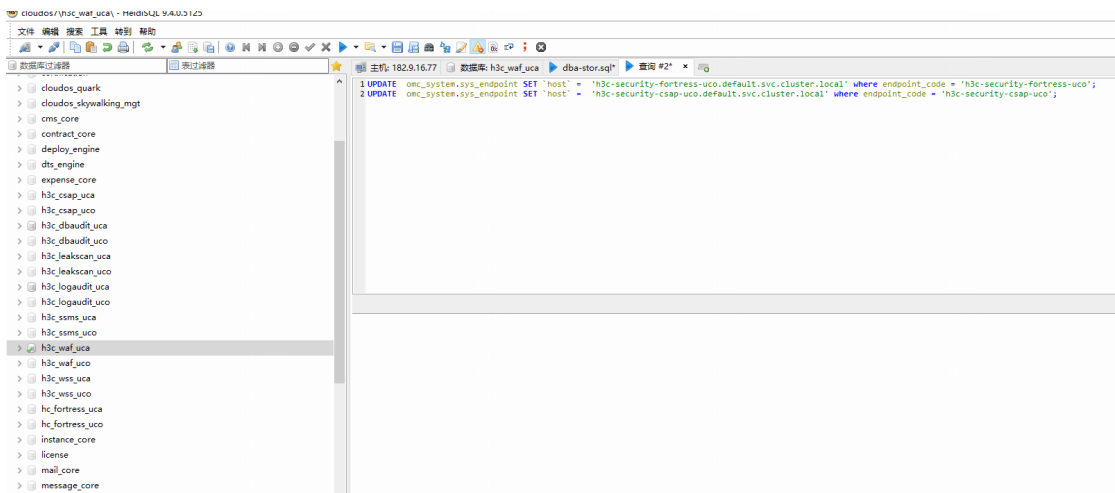 cloudos7\h3c_waf_uca\ - HeidiSQL 9.4.0.5125
文件 编辑 搜索 工具 转到 帮助
数据库过滤器 表过滤器
主机: 182.9.16.77 数据库: h3c_waf_uca dba-stor.sql* 查询 #2*
1 UPDATE omc_system.sys_endpoint SET `host` = 'h3c-security-fortress-uco.default.svc.cluster.local' where endpoint_code = 'h3c-security-fortress-uco';
2 UPDATE omc_system.sys_endpoint SET `host` = 'h3c-security-csap-uco.default.svc.cluster.local' where endpoint_code = 'h3c-security-csap-uco';
cloudos_quark
cloudos_skywalking_mgt
cms_core
contract_core
deploy_engine
dts_engine
expense_core
h3c_csap_uca
h3c_csap_uco
h3c_dbaudit_uca
h3c_dbaudit_uco
h3c_leakscan_uca
h3c_leakscan_uco
h3c_logaudit_uca
h3c_logaudit_uco
h3c_ssms_uca
h3c_ssms_uco
h3c_waf_uca
h3c_waf_uco
h3c_wss_uca
h3c_wss_uco
hc_fortress_uca
hc_fortress_uco
instance_core
license
mail_core
message_core